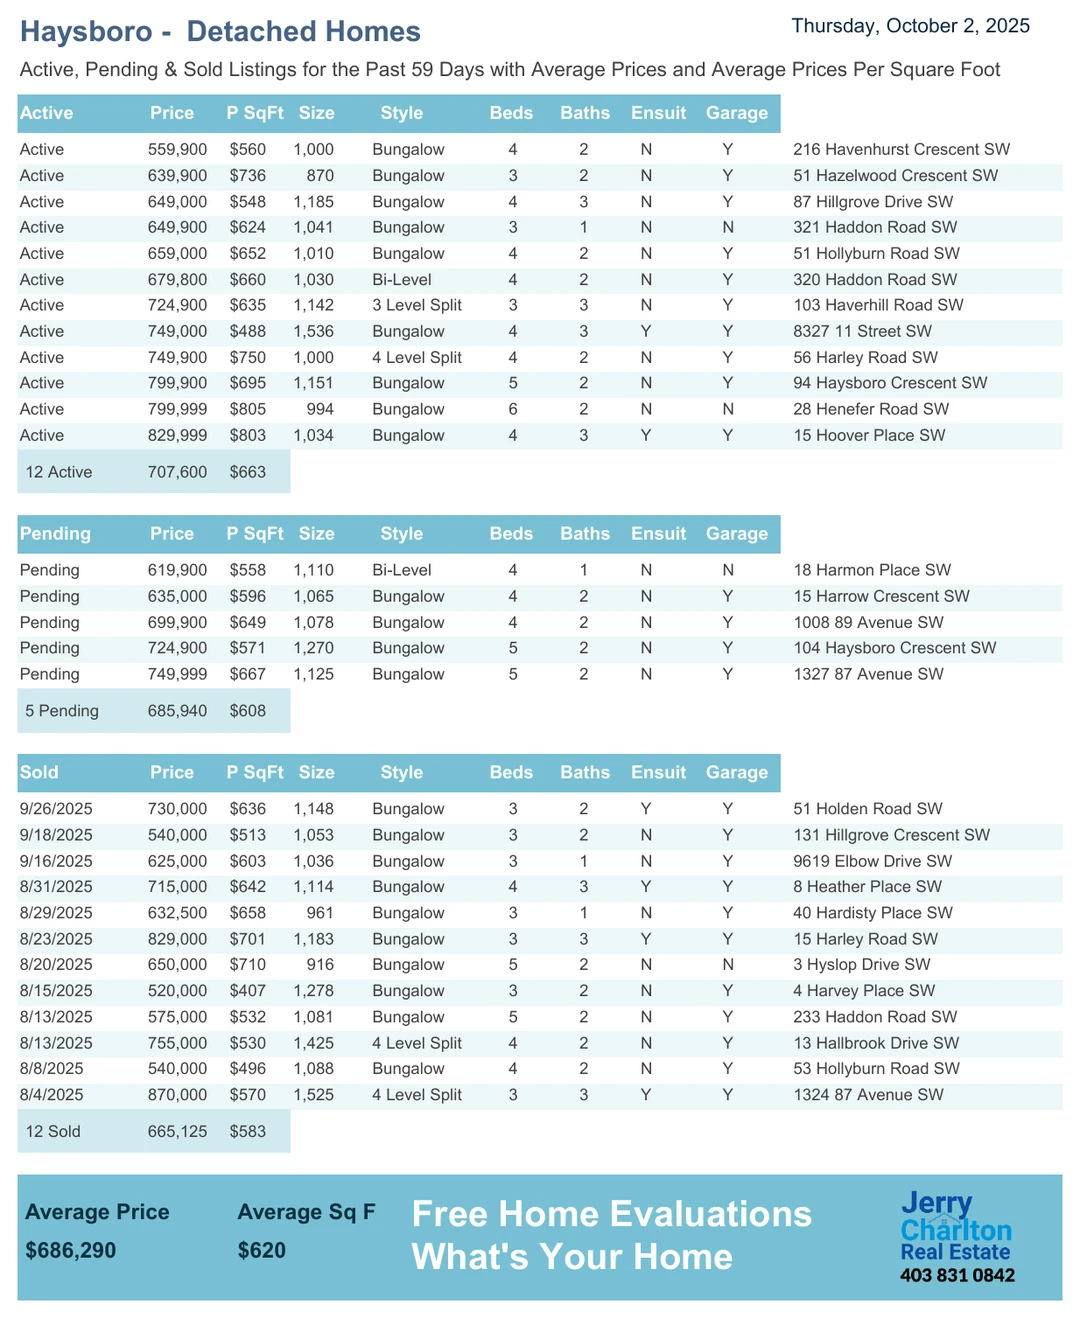 Haysboro -  Detached Homes
Thursday, October 2, 2025
Active, Pending & Sold Listings for the Past 59 Days with Average Prices and Average Prices Per Square Foot
Active Price P SqFt Size Style Beds Baths Ensuit Garage
Active 559,900 $560 1,000 Bungalow 4 2 N Y 216 Havenhurst Crescent SW
Active 639,900 $736 870 Bungalow 3 2 N Y 51 Hazelwood Crescent SW
Active 649,000 $548 1,185 Bungalow 4 3 N Y 87 Hillgrove Drive SW
Active 649,900 $624 1,041 Bungalow 3 1 N N 321 Haddon Road SW
Active 659,000 $652 1,010 Bungalow 4 2 N Y 51 Hollyburn Road SW
Active 679,800 $660 1,030 Bi-Level 4 2 N Y 320 Haddon Road SW
Active 724,900 $635 1,142 3 Level Split 3 3 N Y 103 Haverhill Road SW
Active 749,000 $488 1,536 Bungalow 4 3 Y Y 8327 11 Street SW
Active 749,900 $750 1,000 4 Level Split 4 2 N Y 56 Harley Road SW
Active 799,900 $695 1,151 Bungalow 5 2 N Y 94 Haysboro Crescent SW
Active 799,999 $805 994 Bungalow 6 2 N N 28 Henefer Road SW
Active 829,999 $803 1,034 Bungalow 4 3 Y Y 15 Hoover Place SW
12 Active 707,600 $663
Pending Price P SqFt Size Style Beds Baths Ensuit Garage
Pending 619,900 $558 1,110 Bi-Level 4 1 N N 18 Harmon Place SW
Pending 635,000 $596 1,065 Bungalow 4 2 N Y 15 Harrow Crescent SW
Pending 699,900 $649 1,078 Bungalow 4 2 N Y 1008 89 Avenue SW
Pending 724,900 $571 1,270 Bungalow 5 2 N Y 104 Haysboro Crescent SW
Pending 749,999 $667 1,125 Bungalow 5 2 N Y 1327 87 Avenue SW
5 Pending 685,940 $608
Sold Price P SqFt Size Style Beds Baths Ensuit Garage
9/26/2025 730,000 $636 1,148 Bungalow 3 2 Y Y 51 Holden Road SW
9/18/2025 540,000 $513 1,053 Bungalow 3 2 N Y 131 Hillgrove Crescent SW
9/16/2025 625,000 $603 1,036 Bungalow 3 1 N Y 9619 Elbow Drive SW
8/31/2025 715,000 $642 1,114 Bungalow 4 3 Y Y 8 Heather Place SW
8/29/2025 632,500 $658 961 Bungalow 3 1 N Y 40 Hardisty Place SW
8/23/2025 829,000 $701 1,183 Bungalow 3 3 Y Y 15 Harley Road SW
8/20/2025 650,000 $710 916 Bungalow 5 2 N N 3 Hyslop Drive SW
8/15/2025 520,000 $407 1,278 Bungalow 3 2 N Y 4 Harvey Place SW
8/13/2025 575,000 $532 1,081 Bungalow 5 2 N Y 233 Haddon Road SW
8/13/2025 755,000 $530 1,425 4 Level Split 4 2 N Y 13 Hallbrook Drive SW
8/8/2025 540,000 $496 1,088 Bungalow 4 2 N Y 53 Hollyburn Road SW
8/4/2025 870,000 $570 1,525 4 Level Split 3 3 Y Y 1324 87 Avenue SW
12 Sold 665,125 $583
Average Price Average Sq F
$686,290 $620
Free Home Evaluations
What's Your Home
Jerry
Charlton
Real Estate
403 831 0842